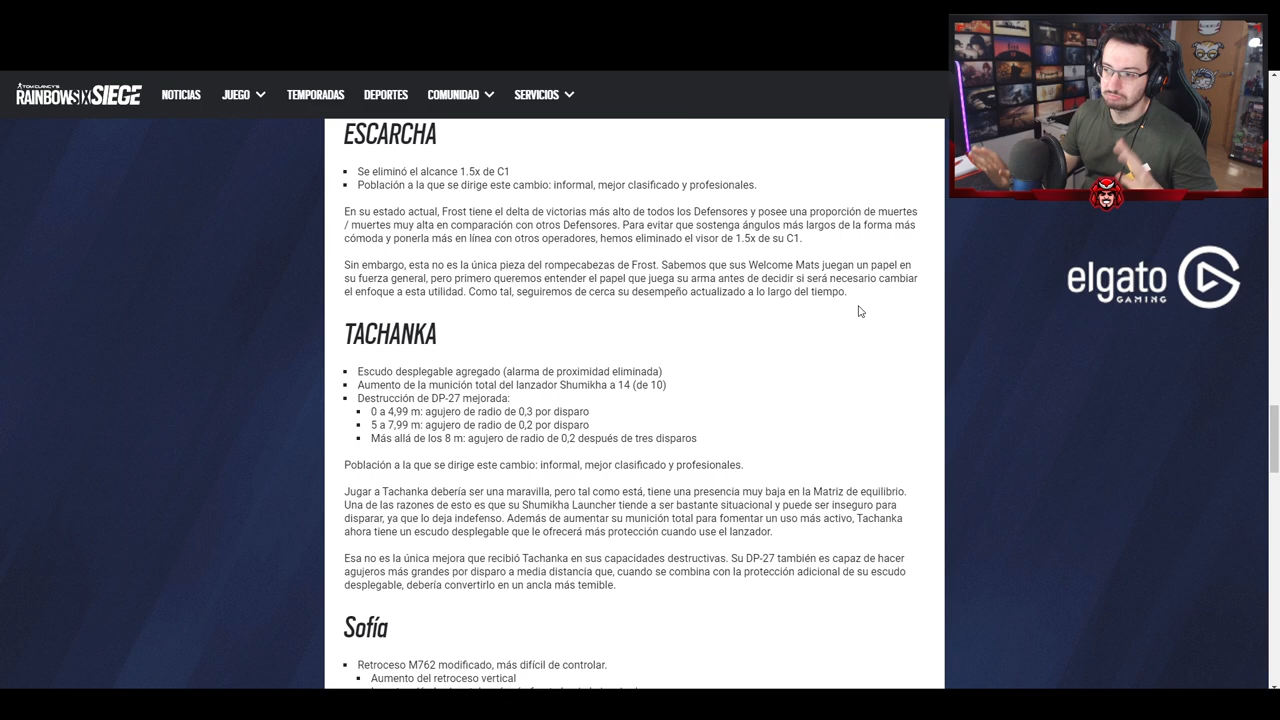 TOM CLANCY'S
RAINBOWSIX SIEGE
NOTICIAS
JUEGO
TEMPORADAS
DEPORTES
COMUNIDAD
SERVICIOS
ESCARCHA
Se eliminó el alcance 1.5x de C1
Población a la que se dirige este cambio: informal, mejor clasificado y profesionales.
En su estado actual, Frost tiene el delta de victorias más alto de todos los Defensores y posee una proporción de muertes
/ muertes muy alta en comparación con otros Defensores. Para evitar que sostenga ángulos más largos de la forma más
cómoda y ponerla más en línea con otros operadores, hemos eliminado el visor de 1.5x de su C1.
Sin embargo, esta no es la única pieza del rompecabezas de Frost. Sabemos que sus Welcome Mats juegan un papel en
su fuerza general, pero primero queremos entender el papel que juega su arma antes de decidir si será necesario cambiar
el enfoque a esta utilidad. Como tal, seguiremos de cerca su desempeño actualizado a lo largo del tiempo.
TACHANKA
Escudo desplegable agregado (alarma de proximidad eliminada)
Aumento de la munición total del lanzador Shumikha a 14 (de 10)
Destrucción de DP-27 mejorada:
0 a 4,99 m: agujero de radio de 0,3 por disparo
5 a 7,99 m: agujero de radio de 0,2 por disparo
Más allá de los 8 m: agujero de radio de 0,2 después de tres disparos
Población a la que se dirige este cambio: informal, mejor clasificado y profesionales.
Jugar a Tachanka debería ser una maravilla, pero tal como está, tiene una presencia muy baja en la Matriz de equilibrio.
Una de las razones de esto es que su Shumikha Launcher tiende a ser bastante situacional y puede ser inseguro para
disparar, ya que lo deja indefenso. Además de aumentar su munición total para fomentar un uso más activo, Tachanka
ahora tiene un escudo desplegable que le ofrecerá más protección cuando use el lanzador.
Esa no es la única mejora que recibió Tachanka en sus capacidades destructivas. Su DP-27 también es capaz de hacer
agujeros más grandes por disparo a media distancia que, cuando se combina con la protección adicional de su escudo
desplegable, debería convertirlo en un ancla más temible.
Sofía
Retroceso M762 modificado, más difícil de controlar.
Aumento del retroceso vertical
elgato
GAMING